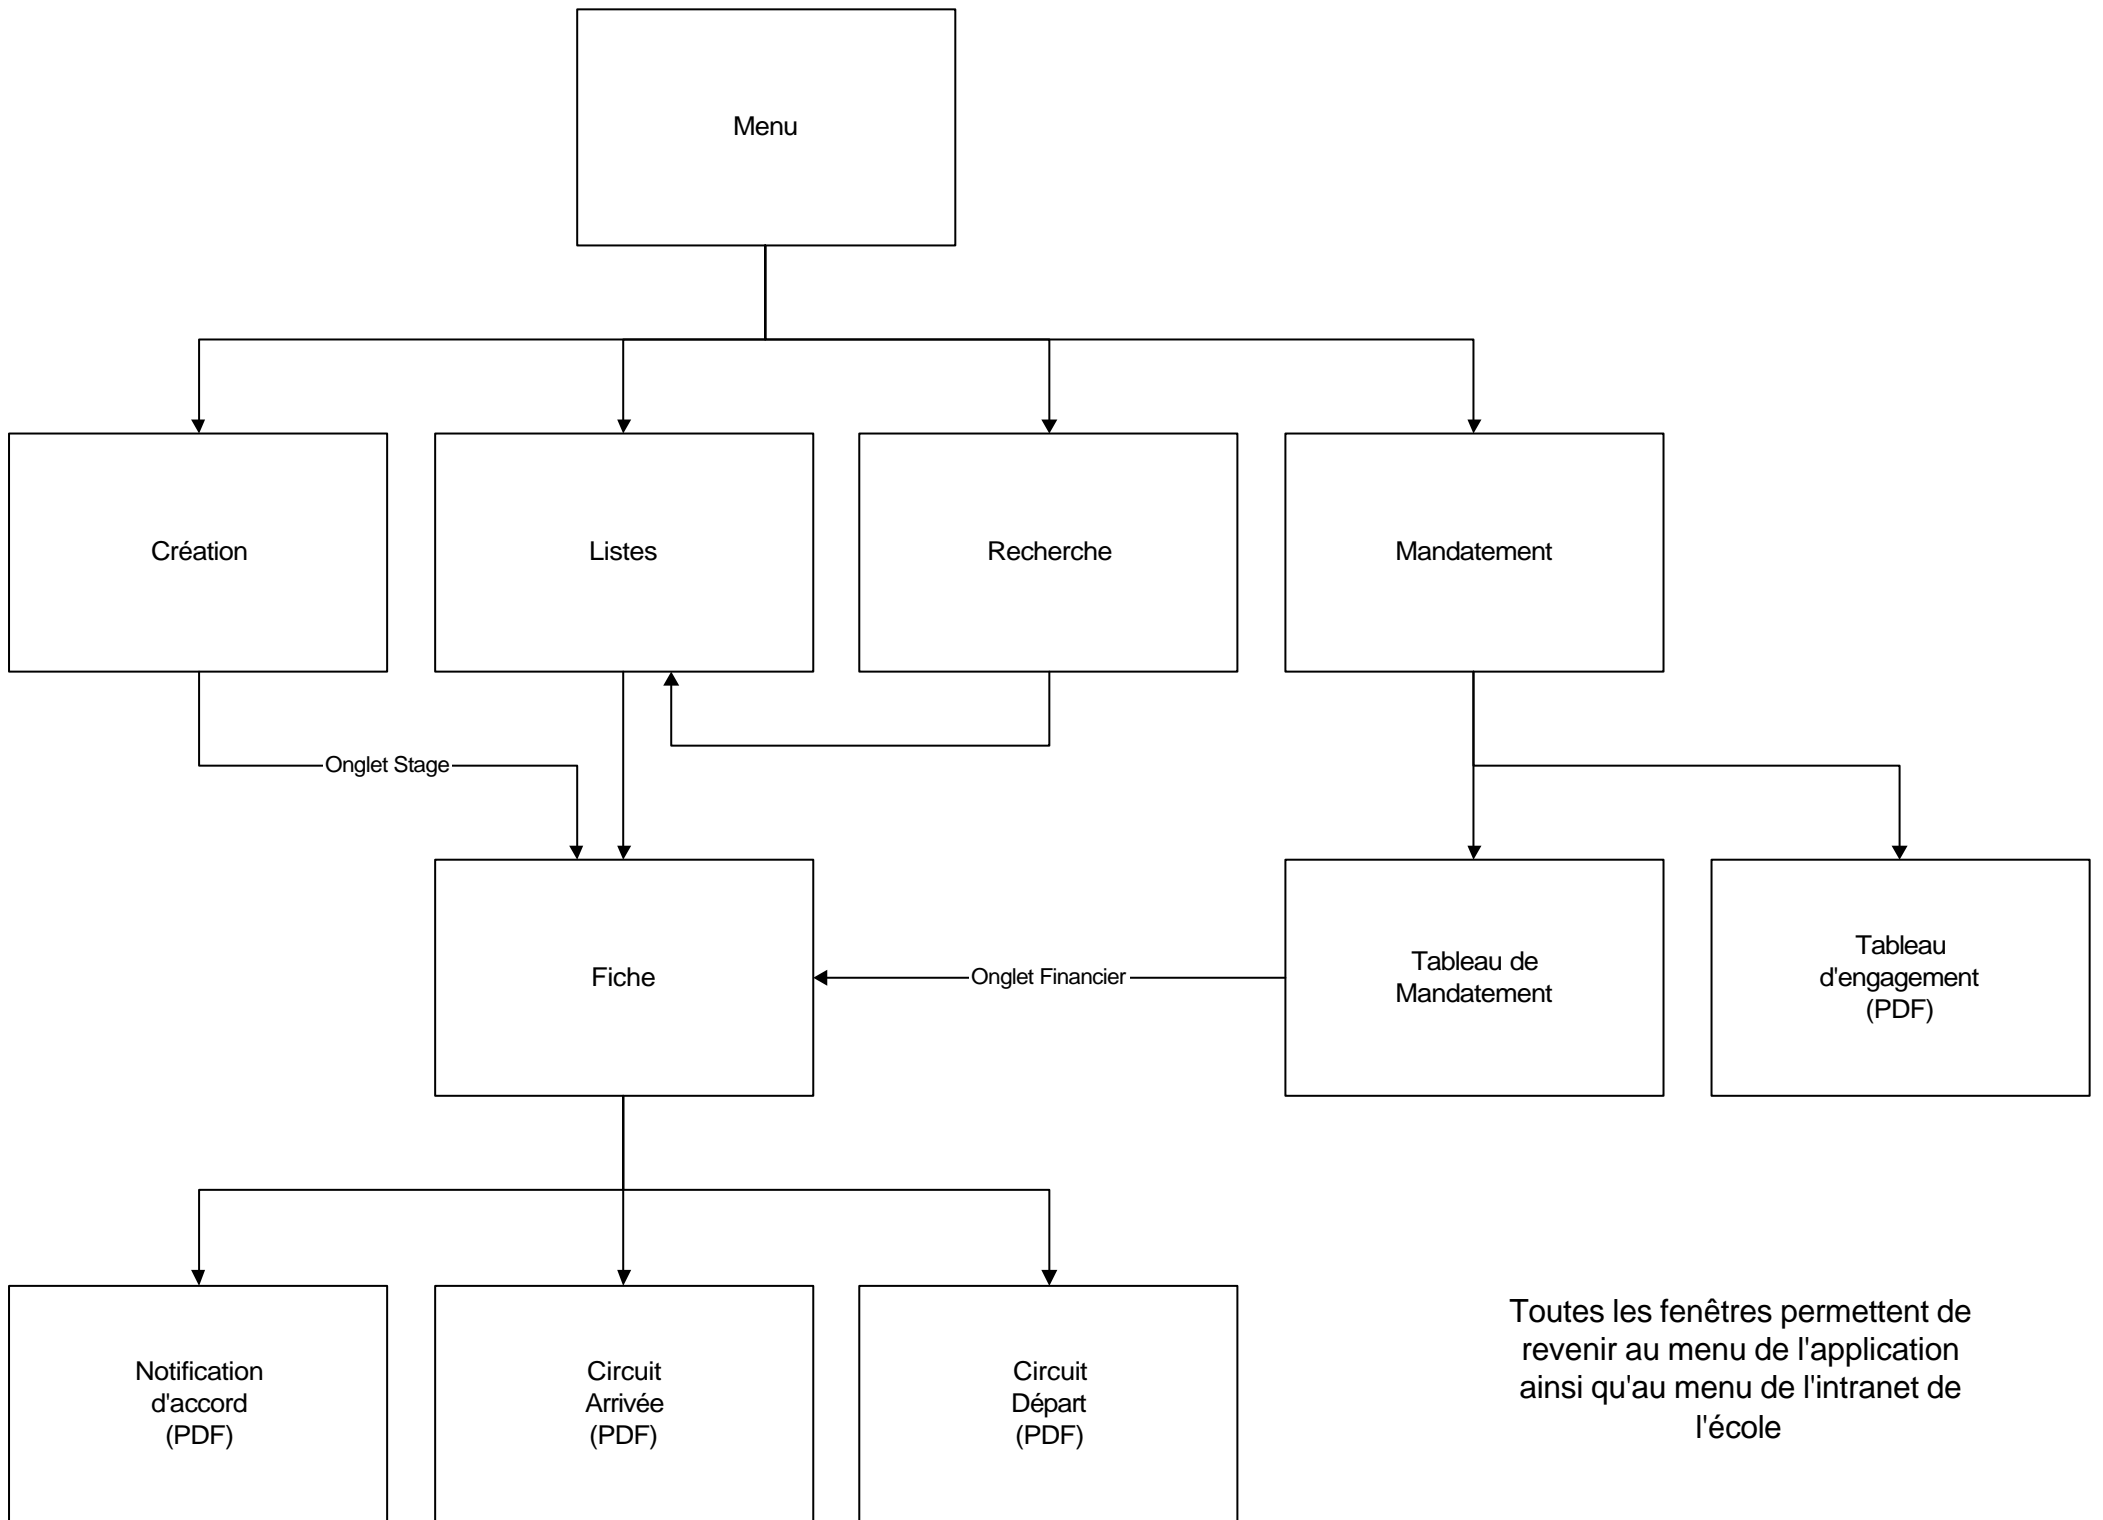 Menu
Création
Listes
Recherche
Mandatement
Onglet Stage
Fiche
Onglet Financier
Tableau de
Mandatement
Tableau
d'engagement
(PDF)
Notification
d'accord
(PDF)
Circuit
Arrivée
(PDF)
Circuit
Départ
(PDF)
Toutes les fenêtres permettent de
revenir au menu de l'application
ainsi qu'au menu de l'intranet de
l'école